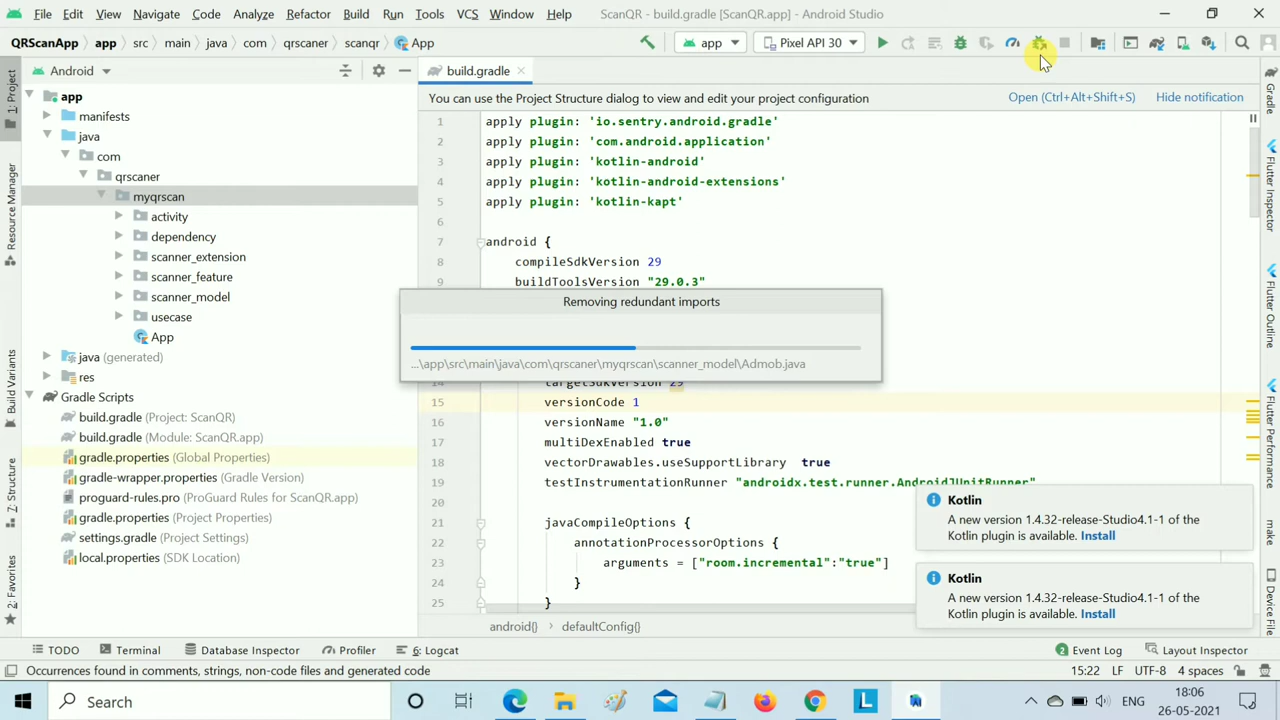 File Edit View Navigate Code Analyze Refactor Build Run Tools VCS Window Help ScanQR - build.gradle [ScanQR.app] - Android Studio
QRScanApp app src main java com qrscaner scanqr App app Pixel API 30
1: Project
Resource Manager
Build Variants
7: Structure
2: Favorites
Android
app
manifests
java
com
qrscaner
myqrscan
activity
dependency
scanner_extension
scanner_feature
scanner_model
usecase
App
java (generated)
res
Gradle Scripts
build.gradle (Project: ScanQR)
build.gradle (Module: ScanQR.app)
gradle.properties (Global Properties)
gradle-wrapper.properties (Gradle Version)
proguard-rules.pro (ProGuard Rules for ScanQR.app)
gradle.properties (Project Properties)
settings.gradle (Project Settings)
local.properties (SDK Location)
build.gradle
You can use the Project Structure dialog to view and edit your project configuration Open (Ctrl+Alt+Shift+S) Hide notification
1 apply plugin: 'io.sentry.android.gradle'
2 apply plugin: 'com.android.application'
3 apply plugin: 'kotlin-android'
4 apply plugin: 'kotlin-android-extensions'
5 apply plugin: 'kotlin-kapt'
6
7 android {
8 compileSdkVersion 29
9 buildToolsVersion "29.0.3"
Removing redundant imports
...\app\src\main\java\com\qrscaner\myqrscan\scanner_model\Admob.java
14 targetSdkVersion 29
15 versionCode 1
16 versionName "1.0"
17 multiDexEnabled true
18 vectorDrawables.useSupportLibrary true
19 testInstrumentationRunner "androidx.test.runner.AndroidJUnitRunner"
20
21 javaCompileOptions {
22 annotationProcessorOptions {
23 arguments = ["room.incremental":"true"]
24 }
25 }
android{} defaultConfig{}
Kotlin
A new version 1.4.32-release-Studio4.1-1 of the
Kotlin plugin is available. Install
Kotlin
A new version 1.4.32-release-Studio4.1-1 of the
Kotlin plugin is available. Install
Gradle
Flutter Inspector
Flutter Outline
Flutter Performance
make
Device File
TODO Terminal Database Inspector Profiler 6: Logcat 2 Event Log Layout Inspector
Occurrences found in comments, strings, non-code files and generated code 15:22 LF UTF-8 4 spaces
Search ENG 18:06
26-05-2021